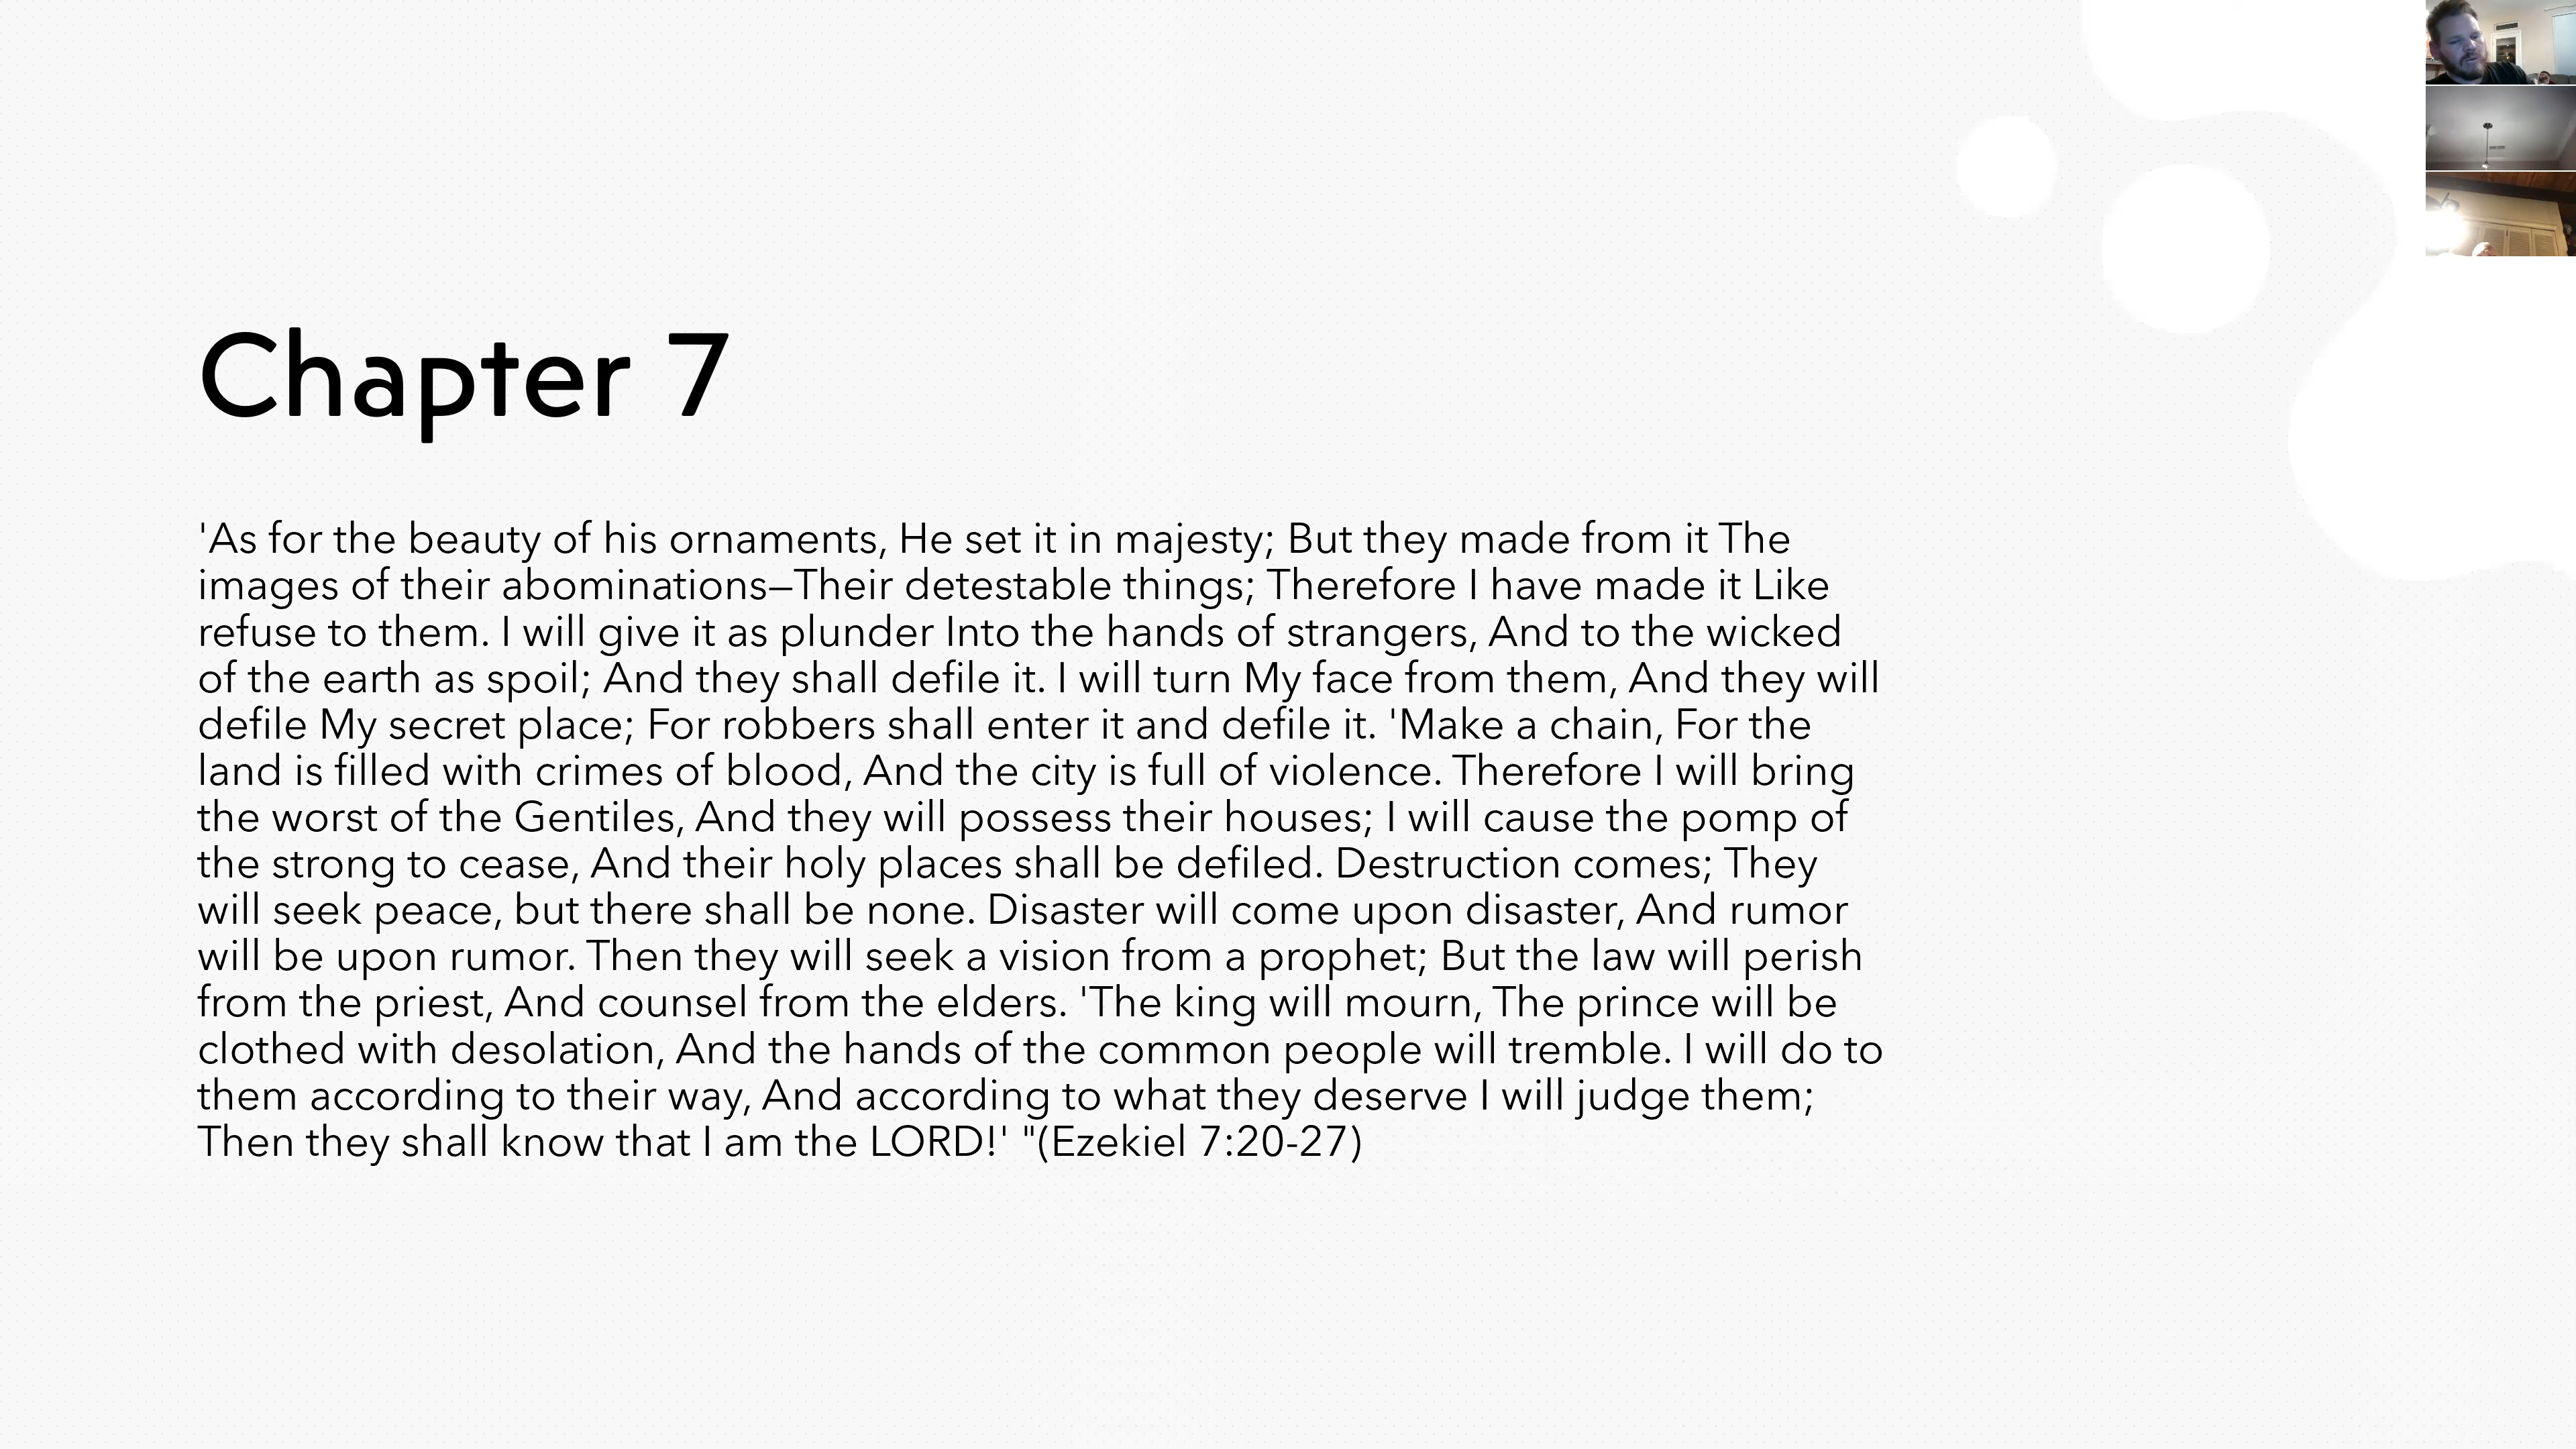 Chapter 7
'As for the beauty of his ornaments, He set it in majesty; But they made from it The
images of their abominations—Their detestable things; Therefore I have made it Like
refuse to them. I will give it as plunder Into the hands of strangers, And to the wicked
of the earth as spoil; And they shall defile it. I will turn My face from them, And they will
defile My secret place; For robbers shall enter it and defile it. 'Make a chain, For the
land is filled with crimes of blood, And the city is full of violence. Therefore I will bring
the worst of the Gentiles, And they will possess their houses; I will cause the pomp of
the strong to cease, And their holy places shall be defiled. Destruction comes; They
will seek peace, but there shall be none. Disaster will come upon disaster, And rumor
will be upon rumor. Then they will seek a vision from a prophet; But the law will perish
from the priest, And counsel from the elders. 'The king will mourn, The prince will be
clothed with desolation, And the hands of the common people will tremble. I will do to
them according to their way, And according to what they deserve I will judge them;
Then they shall know that I am the LORD!' "(Ezekiel 7:20-27)